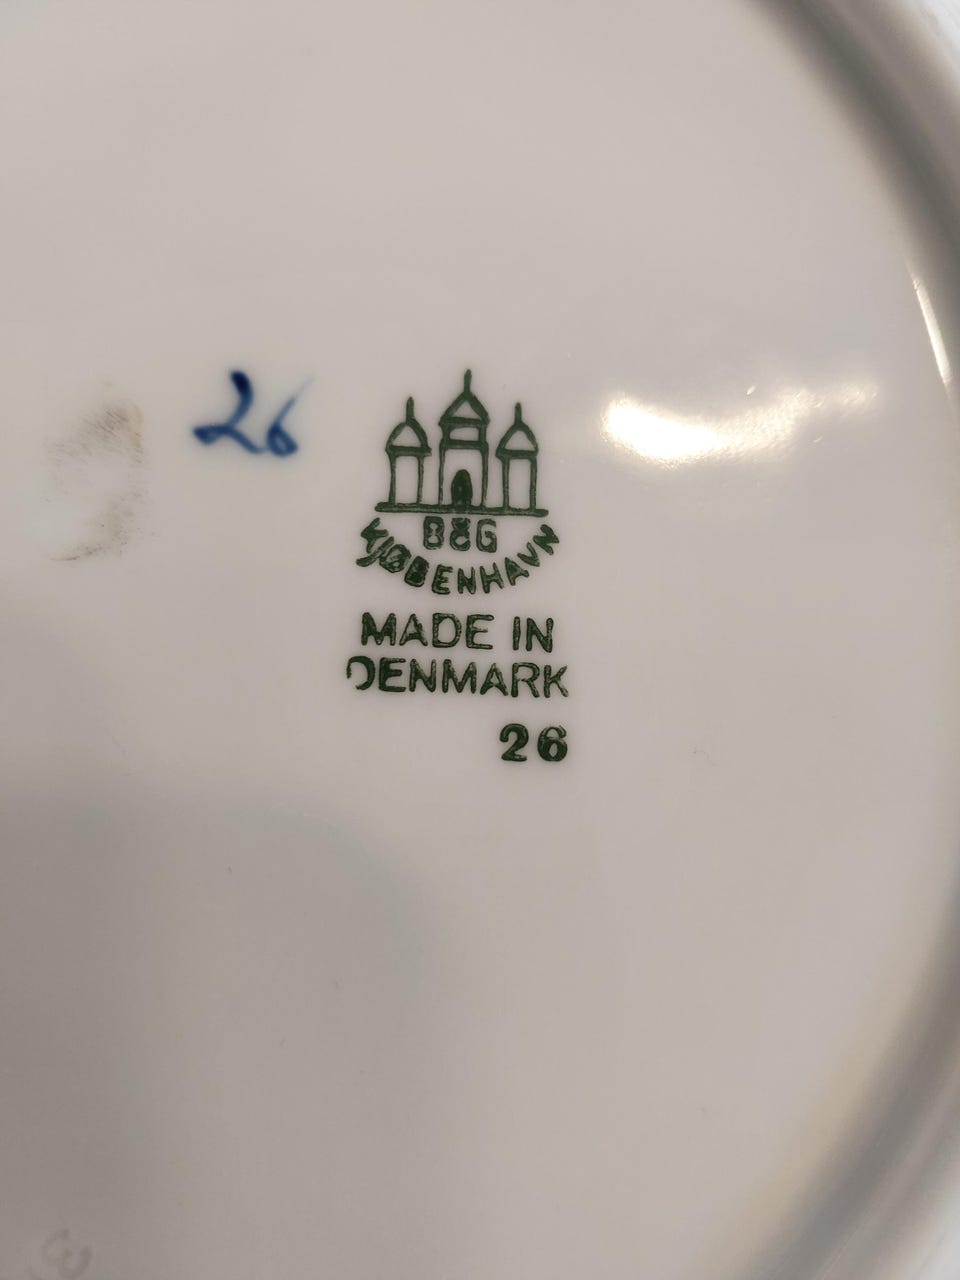 26
B&G
KJØBENHAVN
MADE IN
DENMARK
26